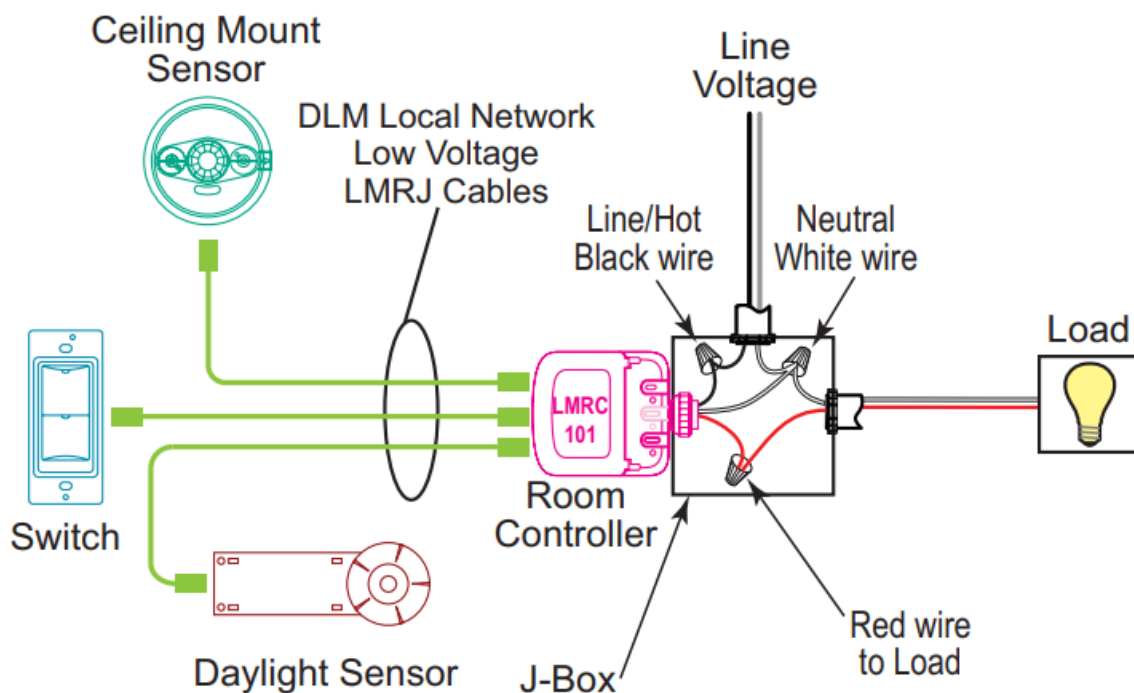 Ceiling Mount
Sensor
DLM Local Network
Low Voltage
LMRJ Cables
Line
Voltage
Line/Hot
Black wire
Neutral
White wire
Load
LMRC
101
Switch
Room
Controller
Daylight Sensor
J-Box
Red wire
to Load